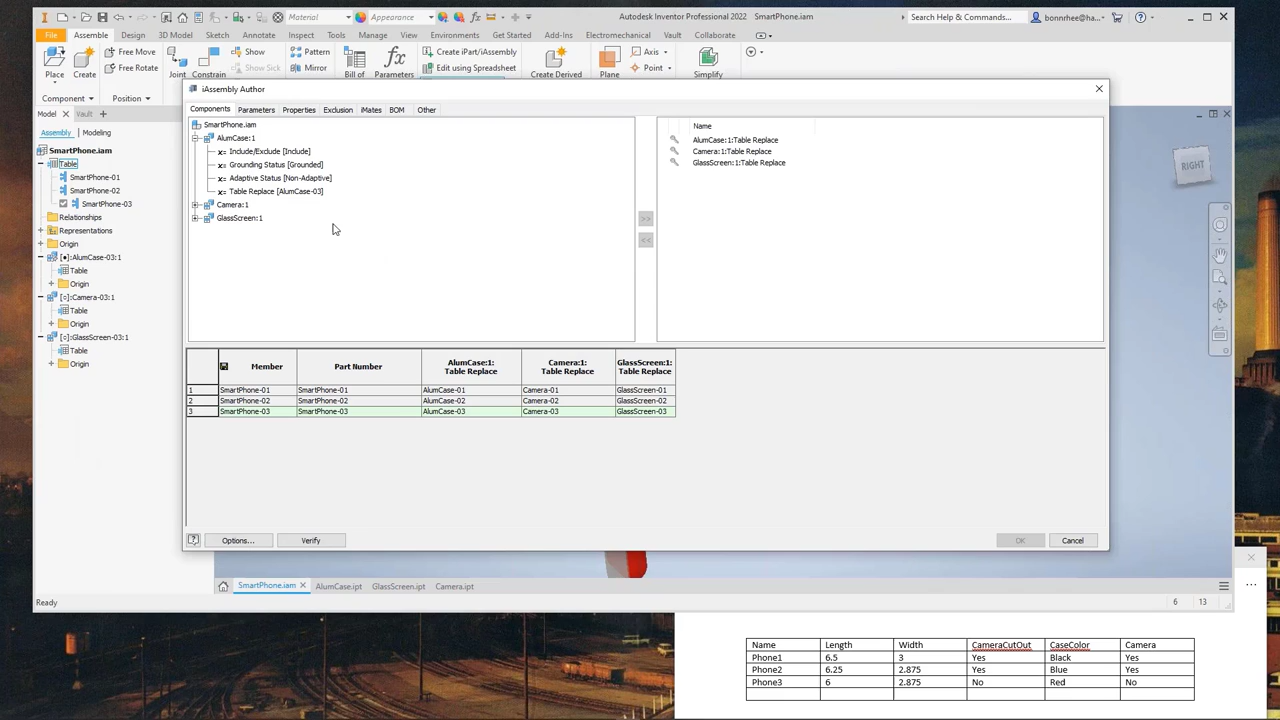 Material
Appearance
Autodesk Inventor Professional 2022 SmartPhone.iam
Search Help & Commands...
bonnrhee@ha...
File Assemble Design 3D Model Sketch Annotate Inspect Tools Manage View Environments Get Started Add-Ins Electromechanical Vault Collaborate
Free Move
Show
Pattern
Create iPart/iAssembly
Axis
Free Rotate
Show Sick
Mirror
Edit using Spreadsheet
Point
Place Create Joint Constrain Bill of Parameters Create Derived Plane Simplify
Component Position
iAssembly Author
Model Vault
Assembly Modeling
SmartPhone.iam
Table
SmartPhone-01
SmartPhone-02
SmartPhone-03
Relationships
Representations
Origin
AlumCase-03:1
Table
Origin
Camera-03:1
Table
Origin
GlassScreen-03:1
Table
Origin
Components Parameters Properties Exclusion iMates BOM Other
SmartPhone.iam
AlumCase:1
x= Include/Exclude [Include]
x= Grounding Status [Grounded]
x= Adaptive Status [Non-Adaptive]
x= Table Replace [AlumCase-03]
Camera:1
GlassScreen:1
>>
<<
Name
AlumCase:1:Table Replace
Camera:1:Table Replace
GlassScreen:1:Table Replace
RIGHT
Member Part Number AlumCase:1: Table Replace Camera:1: Table Replace GlassScreen:1: Table Replace
1 SmartPhone-01 SmartPhone-01 AlumCase-01 Camera-01 GlassScreen-01
2 SmartPhone-02 SmartPhone-02 AlumCase-02 Camera-02 GlassScreen-02
3 SmartPhone-03 SmartPhone-03 AlumCase-03 Camera-03 GlassScreen-03
Options... Verify OK Cancel
SmartPhone.iam AlumCase.ipt GlassScreen.ipt Camera.ipt
Ready 6 13
Name Length Width CameraCutOut CaseColor Camera
Phone1 6.5 3 Yes Black Yes
Phone2 6.25 2.875 Yes Blue Yes
Phone3 6 2.875 No Red No